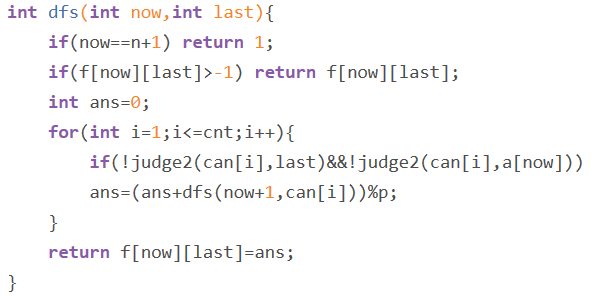 int dfs(int now,int last){
    if(now==n+1) return 1;
    if(f[now][last]>-1) return f[now][last];
    int ans=0;
    for(int i=1;i<=cnt;i++){
        if(!judge2(can[i],last)&&!judge2(can[i],a[now]))
        ans=(ans+dfs(now+1,can[i]))%p;
    }
    return f[now][last]=ans;
}